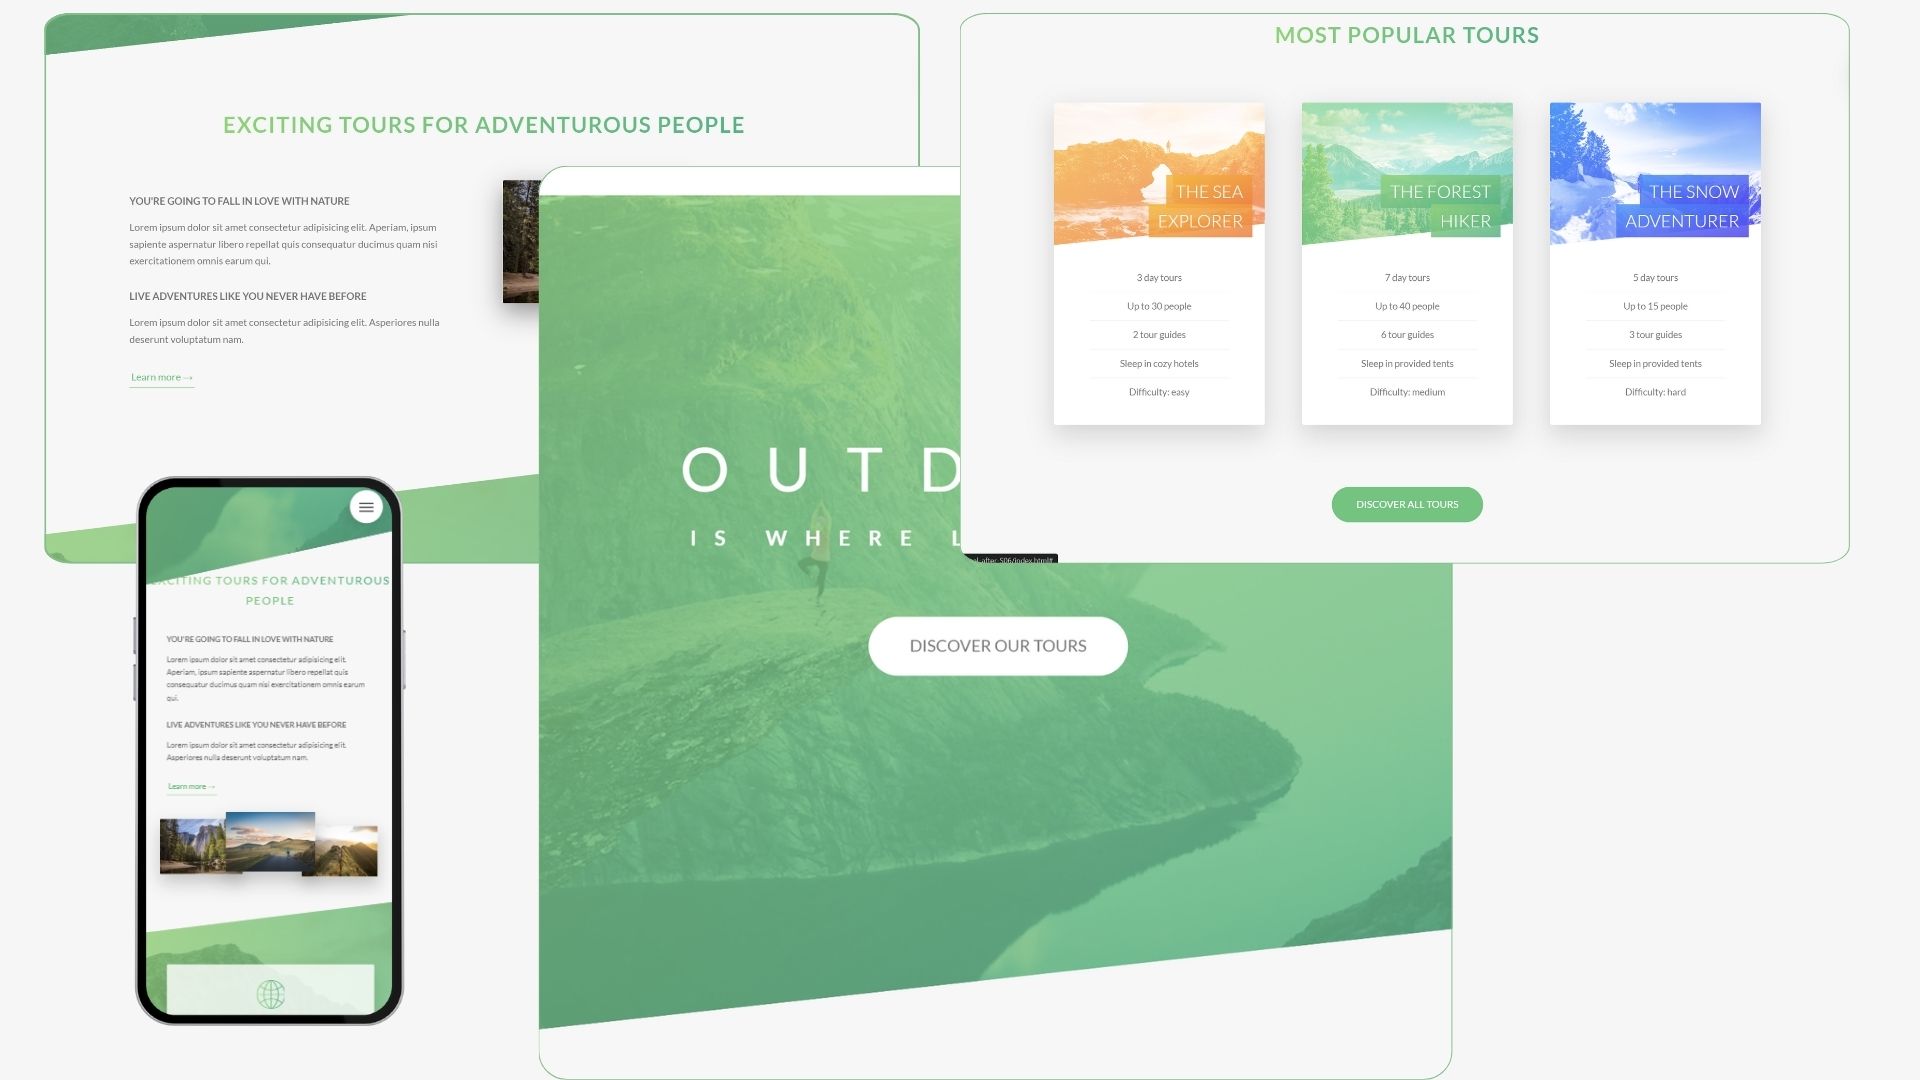 EXCITING TOURS FOR ADVENTUROUS PEOPLE
YOU'RE GOING TO FALL IN LOVE WITH NATURE
Lorem ipsum dolor sit amet consectetur adipisicing elit. Aperiam, ipsum
sapiente aspernatur libero repellat quis consequatur ducimus quam nisi
exercitationem omnis earum qui.
LIVE ADVENTURES LIKE YOU NEVER HAVE BEFORE
Lorem ipsum dolor sit amet consectetur adipisicing elit. Asperiores nulla
deserunt voluptatum nam.
Learn more →
MOST POPULAR TOURS
THE SEA
EXPLORER
3 day tours
Up to 30 people
2 tour guides
Sleep in cozy hotels
Difficulty: easy
THE FOREST
HIKER
7 day tours
Up to 40 people
6 tour guides
Sleep in provided tents
Difficulty: medium
THE SNOW
ADVENTURER
5 day tours
Up to 15 people
3 tour guides
Sleep in provided tents
Difficulty: hard
DISCOVER ALL TOURS
OUTD
IS WHERE L
DISCOVER OUR TOURS
EXCITING TOURS FOR ADVENTUROUS
PEOPLE
YOU'RE GOING TO FALL IN LOVE WITH NATURE
Lorem ipsum dolor sit amet consectetur adipisicing elit.
Aperiam, ipsum sapiente aspernatur libero repellat quis
consequatur ducimus quam nisi exercitationem omnis earum
qui.
LIVE ADVENTURES LIKE YOU NEVER HAVE BEFORE
Lorem ipsum dolor sit amet consectetur adipisicing elit.
Asperiores nulla deserunt voluptatum nam.
Learn more →